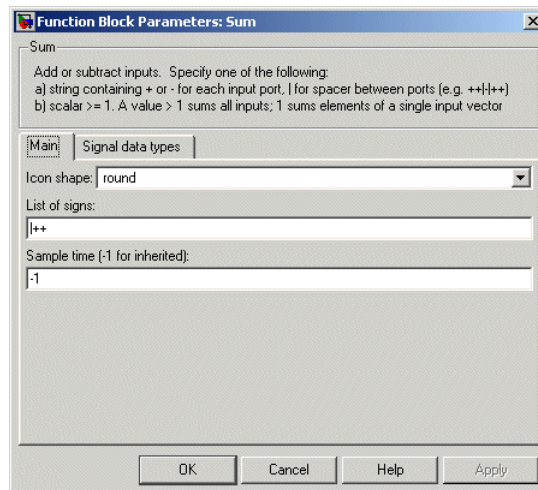 Function Block Parameters: Sum
Sum
Add or subtract inputs. Specify one of the following:
a) string containing + or - for each input port, | for spacer between ports (e.g. ++|-|++)
b) scalar >= 1. A value > 1 sums all inputs; 1 sums elements of a single input vector
Main Signal data types
Icon shape: round
List of signs:
|++
Sample time (-1 for inherited):
-1
OK Cancel Help Apply